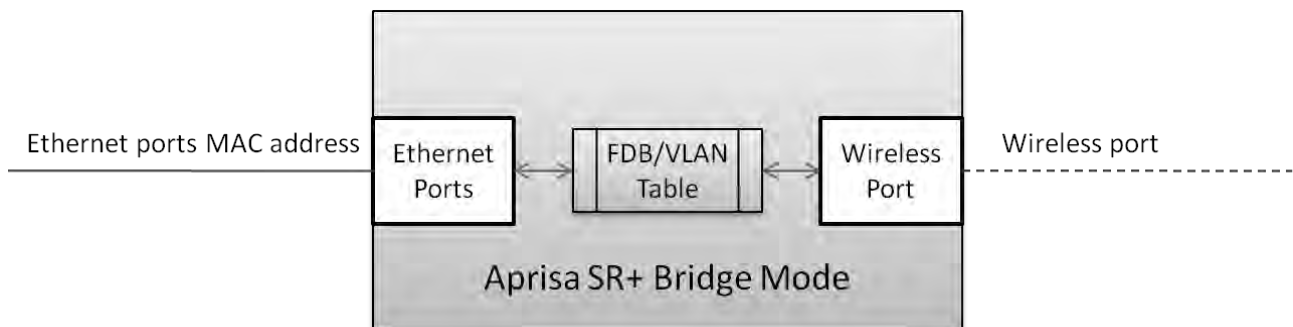 Ethernet ports MAC address
Ethernet
Ports
FDB/VLAN
Table
Wireless
Port
Wireless port
Aprisa SR+ Bridge Mode